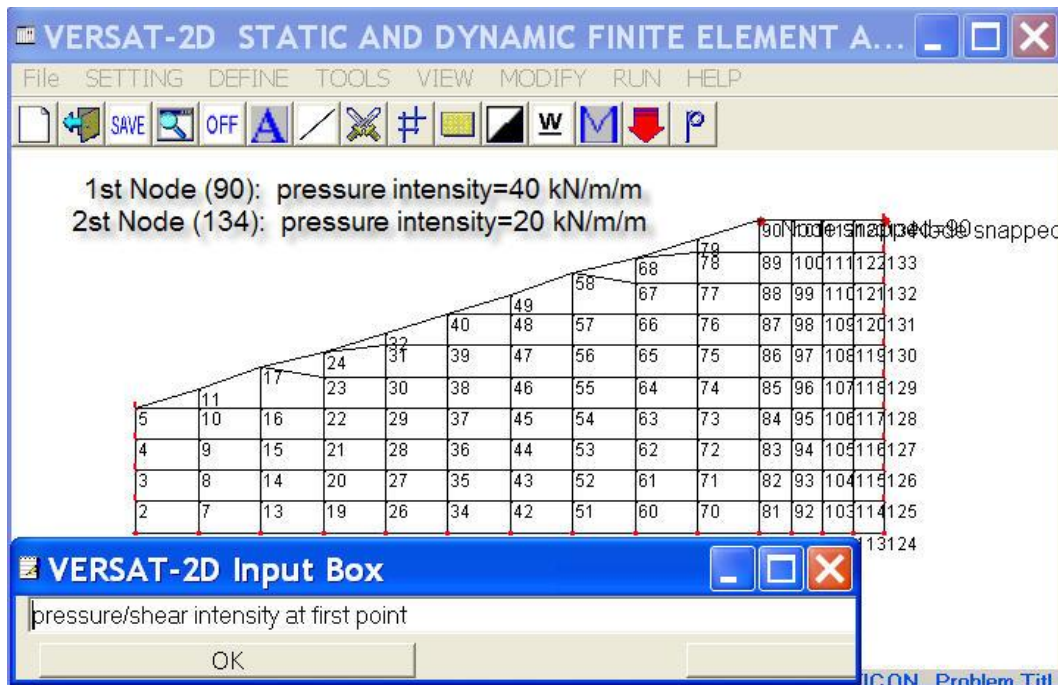 VERSAT-2D STATIC AND DYNAMIC FINITE ELEMENT A...
File SETTING DEFINE TOOLS VIEW MODIFY RUN HELP
SAVE OFF A W M P
1st Node (90): pressure intensity=40 kN/m/m
2st Node (134): pressure intensity=20 kN/m/m
90 Node snapped=90 Node snapped
79
68 78 89 100 111 122 133
58 67 77 88 99 110 121 132
49
40 48 57 66 76 87 98 109 120 131
32
24 31 39 47 56 65 75 86 97 108 119 130
17 23 30 38 46 55 64 74 85 96 107 118 129
11
5 10 16 22 29 37 45 54 63 73 84 95 106 117 128
4 9 15 21 28 36 44 53 62 72 83 94 105 116 127
3 8 14 20 27 35 43 52 61 71 82 93 104 115 126
2 7 13 19 26 34 42 51 60 70 81 92 103 114 125
113 124
VERSAT-2D Input Box
pressure/shear intensity at first point
OK
ICON Problem Titl